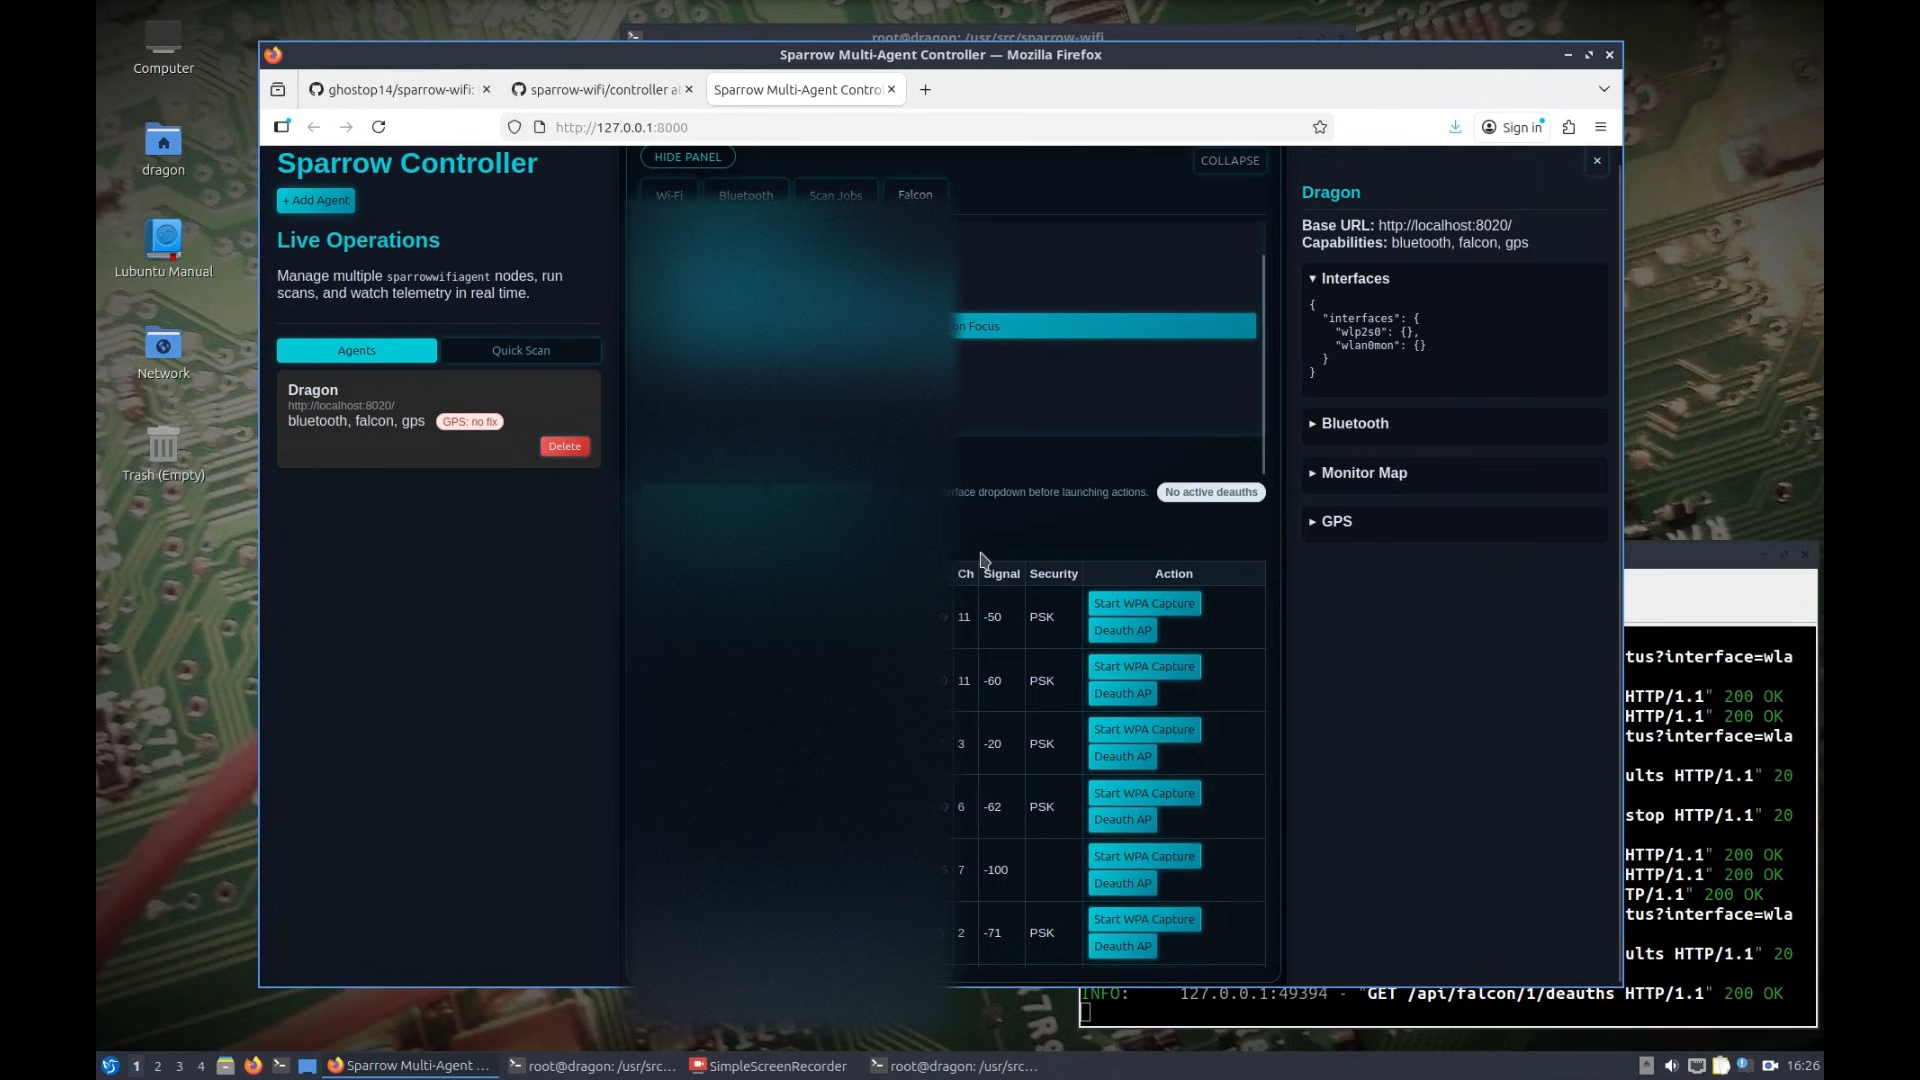 root@dragon: /usr/src/sparrow-wifi
Sparrow Multi-Agent Controller — Mozilla Firefox
ghostop14/sparrow-wifi:
sparrow-wifi/controller a
Sparrow Multi-Agent Contro
http://127.0.0.1:8000
Sign in
Computer
dragon
Lubuntu Manual
Network
Trash (Empty)
Sparrow Controller
+ Add Agent
Live Operations
Manage multiple sparrowwifiagent nodes, run
scans, and watch telemetry in real time.
Agents
Quick Scan
Dragon
http://localhost:8020/
bluetooth, falcon, gps
GPS: no fix
Delete
HIDE PANEL
COLLAPSE
Wi-Fi
Bluetooth
Scan Jobs
Falcon
on Focus
erface dropdown before launching actions.
No active deauths
Ch Signal Security Action
11 -50 PSK Start WPA Capture
Deauth AP
11 -60 PSK Start WPA Capture
Deauth AP
3 -20 PSK Start WPA Capture
Deauth AP
6 -62 PSK Start WPA Capture
Deauth AP
7 -100 Start WPA Capture
Deauth AP
2 -71 PSK Start WPA Capture
Deauth AP
Dragon
Base URL: http://localhost:8020/
Capabilities: bluetooth, falcon, gps
▾ Interfaces
{
"interfaces": {
"wlp2s0": {},
"wlan0mon": {}
}
}
▸ Bluetooth
▸ Monitor Map
▸ GPS
tus?interface=wla
HTTP/1.1" 200 OK
HTTP/1.1" 200 OK
tus?interface=wla
ults HTTP/1.1" 20
stop HTTP/1.1" 20
HTTP/1.1" 200 OK
HTTP/1.1" 200 OK
TP/1.1" 200 OK
tus?interface=wla
ults HTTP/1.1" 20
INFO: 127.0.0.1:49394 - "GET /api/falcon/1/deauths HTTP/1.1" 200 OK
1 2 3 4
Sparrow Multi-Agent ...
root@dragon: /usr/src...
SimpleScreenRecorder
root@dragon: /usr/src...
16:26